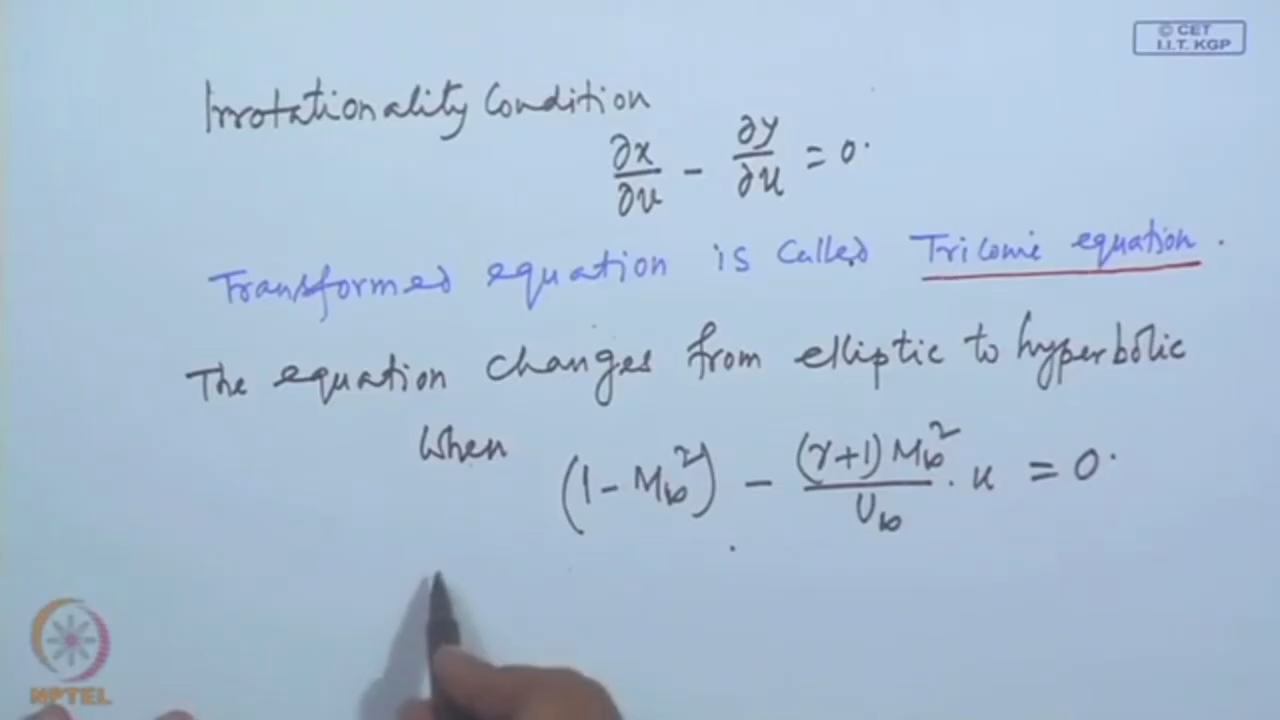 © CET
I.I.T. KGP
Irrotationality Condition
∂x/∂v - ∂y/∂u = 0.
Transformed equation is called Tricomi equation.
The equation changes from elliptic to hyperbolic
when (1 - M∞²) - (γ+1) M∞²/U∞ . u = 0.
NPTEL